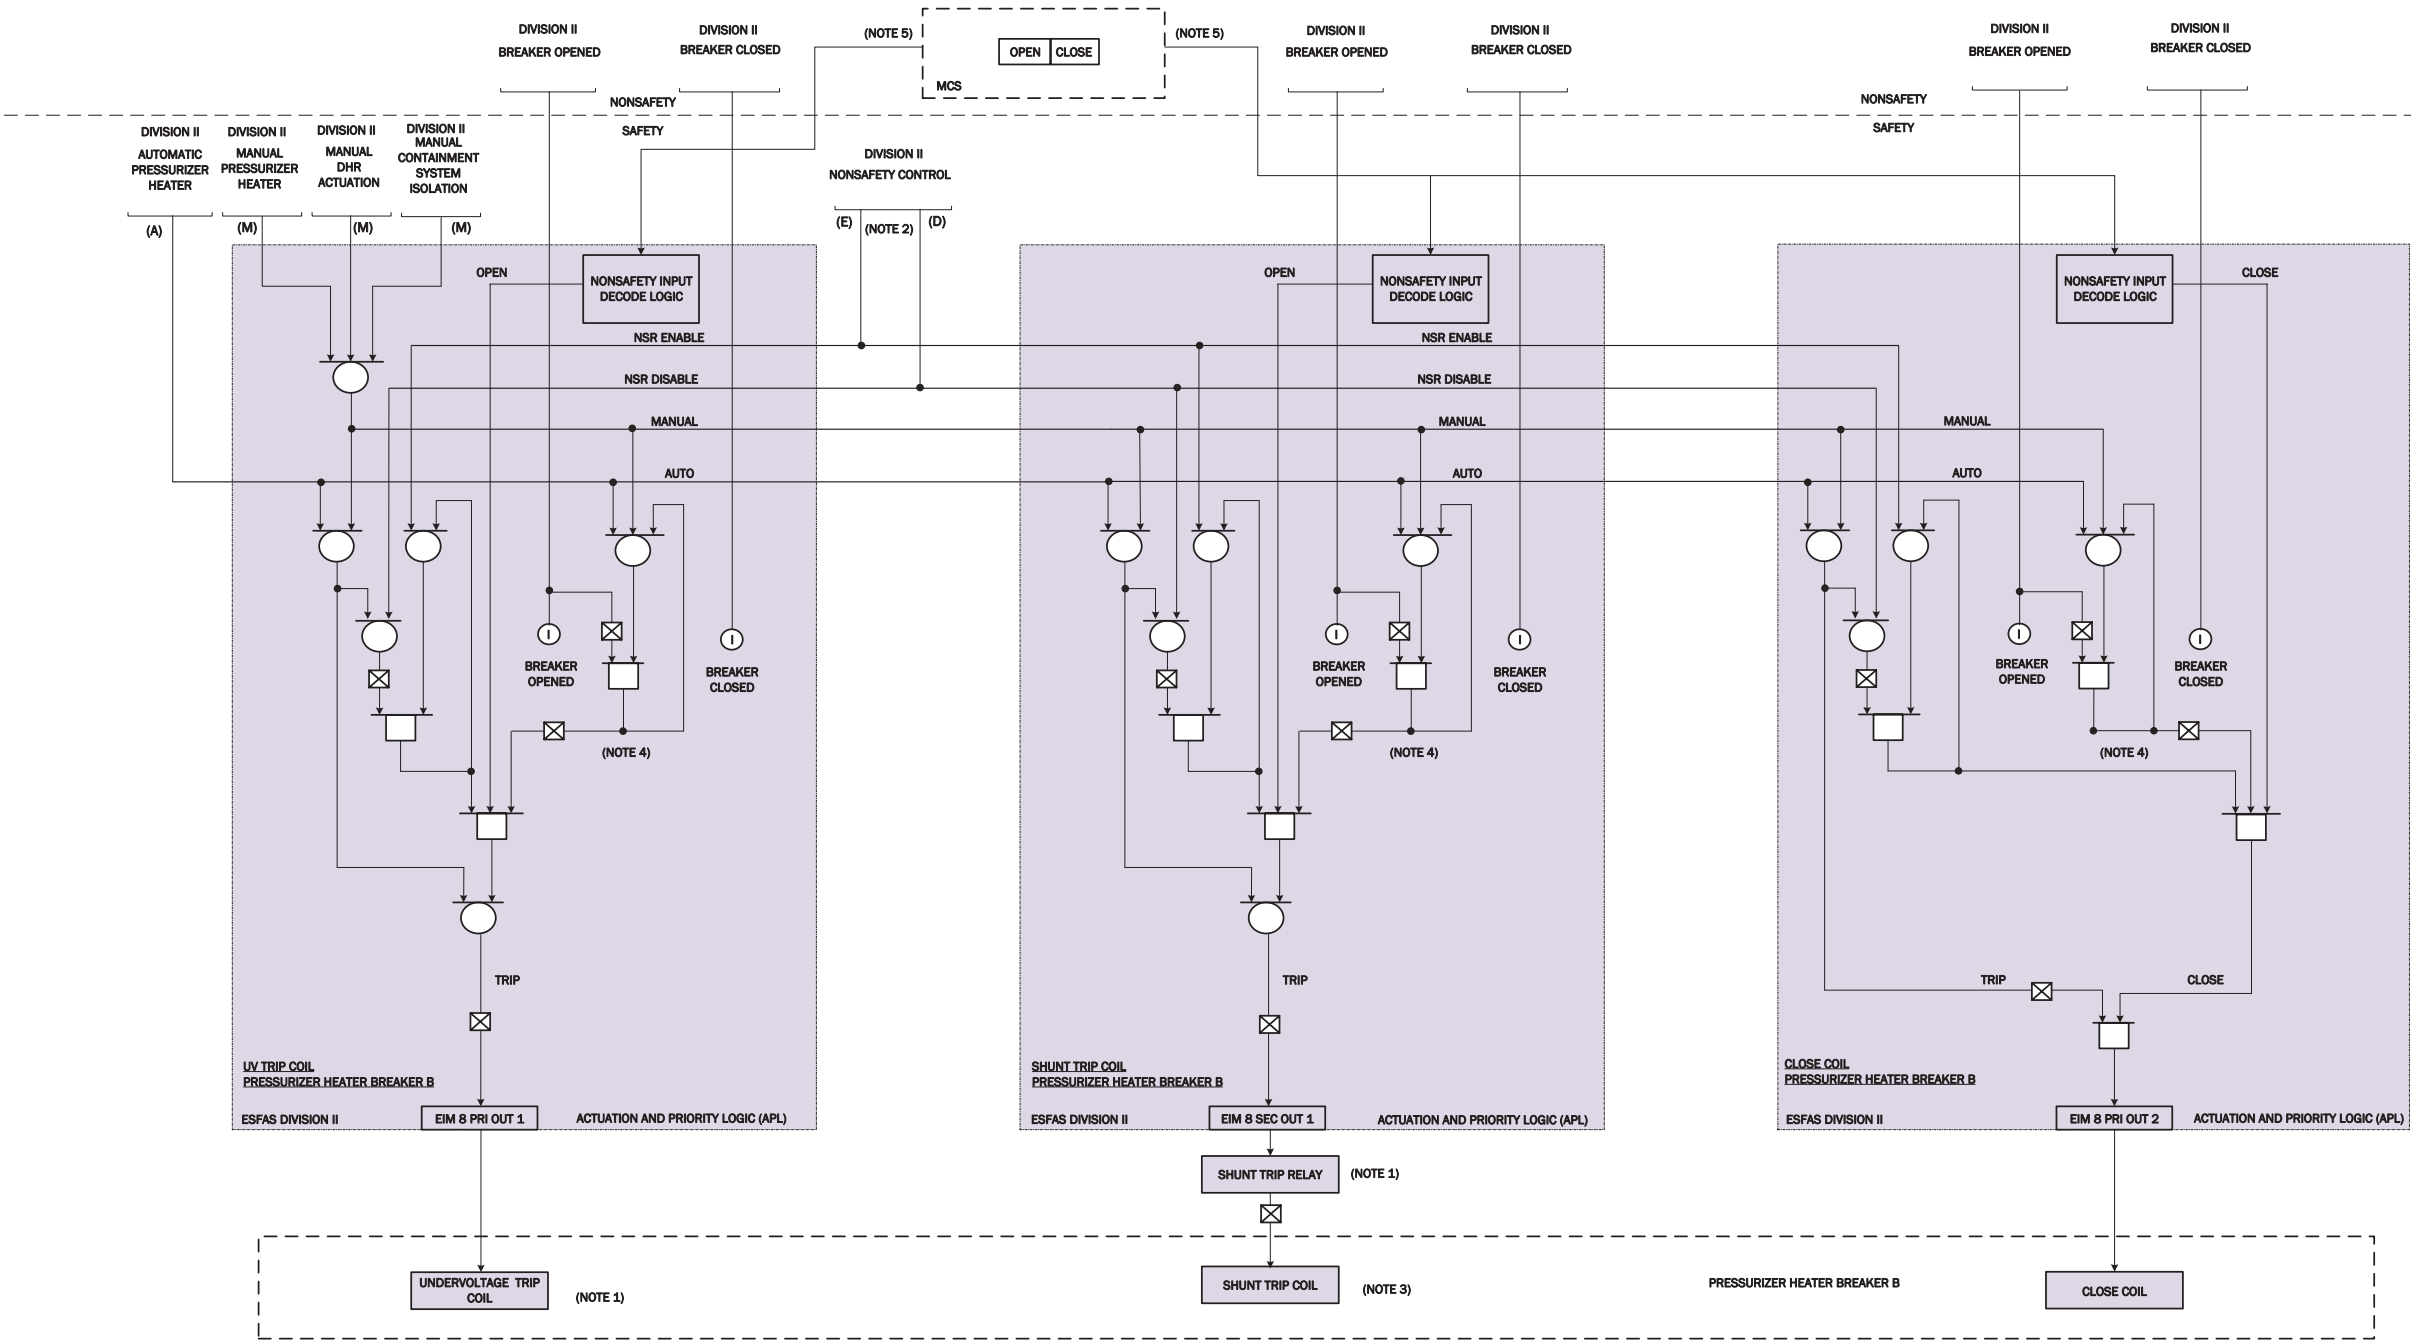 DIVISION II
BREAKER OPENED
DIVISION II
BREAKER CLOSED
(NOTE 5)
OPEN
CLOSE
MCS
(NOTE 5)
DIVISION II
BREAKER OPENED
DIVISION II
BREAKER CLOSED
DIVISION II
BREAKER OPENED
DIVISION II
BREAKER CLOSED
NONSAFETY
SAFETY
NONSAFETY
SAFETY
DIVISION II
AUTOMATIC
PRESSURIZER
HEATER
(A)
DIVISION II
MANUAL
PRESSURIZER
HEATER
(M)
DIVISION II
MANUAL
DHR
ACTUATION
(M)
DIVISION II
MANUAL
CONTAINMENT
SYSTEM
ISOLATION
(M)
DIVISION II
NONSAFETY CONTROL
(E)
(NOTE 2)
(D)
OPEN
NONSAFETY INPUT
DECODE LOGIC
NSR ENABLE
NSR DISABLE
MANUAL
AUTO
I
BREAKER
OPENED
I
BREAKER
CLOSED
(NOTE 4)
TRIP
UV TRIP COIL
PRESSURIZER HEATER BREAKER B
ESFAS DIVISION II
EIM 8 PRI OUT 1
ACTUATION AND PRIORITY LOGIC (APL)
OPEN
NONSAFETY INPUT
DECODE LOGIC
NSR ENABLE
NSR DISABLE
MANUAL
AUTO
I
BREAKER
OPENED
I
BREAKER
CLOSED
(NOTE 4)
TRIP
SHUNT TRIP COIL
PRESSURIZER HEATER BREAKER B
ESFAS DIVISION II
EIM 8 SEC OUT 1
ACTUATION AND PRIORITY LOGIC (APL)
NONSAFETY INPUT
DECODE LOGIC
CLOSE
MANUAL
AUTO
I
BREAKER
OPENED
I
BREAKER
CLOSED
(NOTE 4)
TRIP
CLOSE
CLOSE COIL
PRESSURIZER HEATER BREAKER B
ESFAS DIVISION II
EIM 8 PRI OUT 2
ACTUATION AND PRIORITY LOGIC (APL)
SHUNT TRIP RELAY
(NOTE 1)
UNDERVOLTAGE TRIP
COIL
(NOTE 1)
SHUNT TRIP COIL
(NOTE 3)
PRESSURIZER HEATER BREAKER B
CLOSE COIL